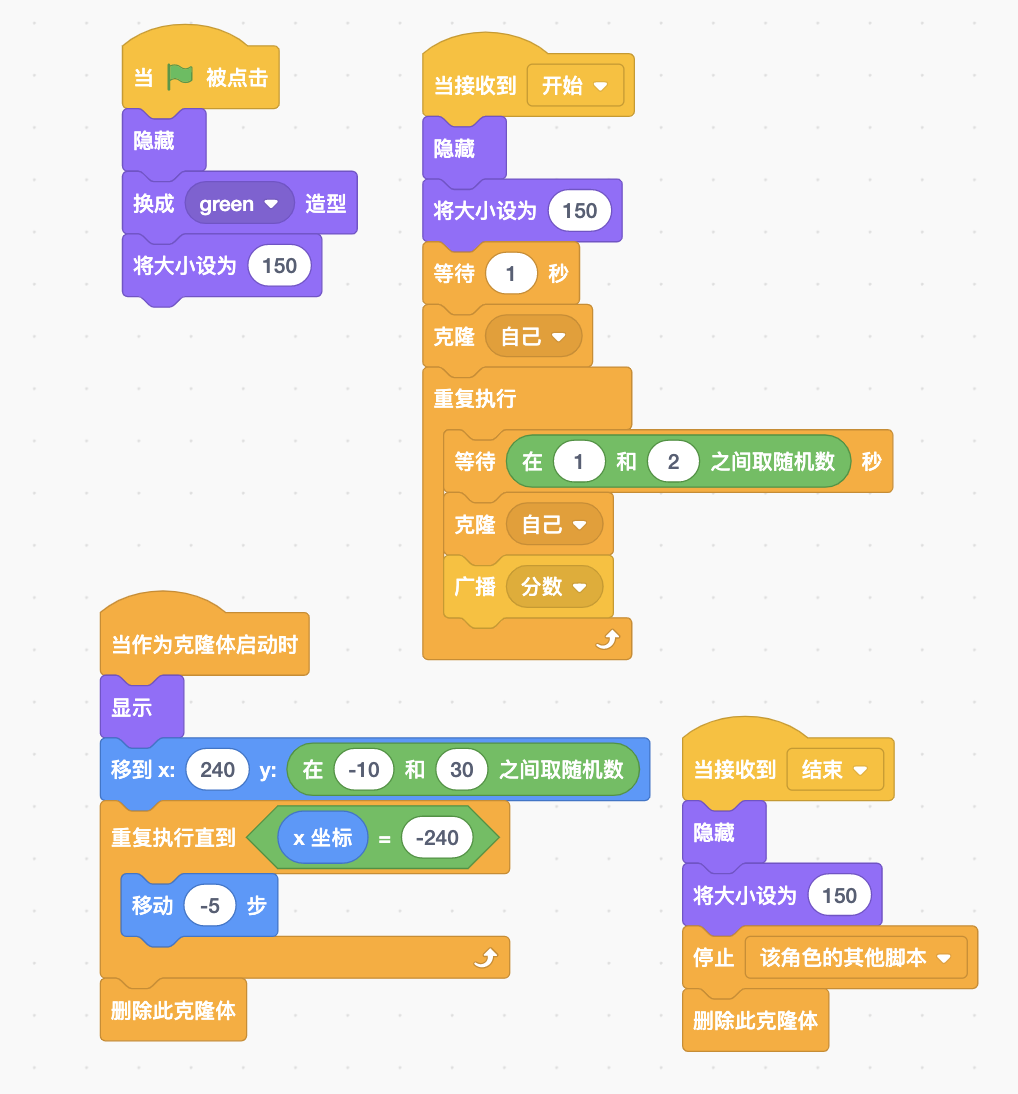 当 被点击
隐藏
换成 green 造型
将大小设为 150
当接收到 开始
隐藏
将大小设为 150
等待 1 秒
克隆 自己
重复执行
等待 在 1 和 2 之间取随机数 秒
克隆 自己
广播 分数
当作为克隆体启动时
显示
移到 x: 240 y: 在 -10 和 30 之间取随机数
重复执行直到 x 坐标 = -240
移动 -5 步
删除此克隆体
当接收到 结束
隐藏
将大小设为 150
停止 该角色的其他脚本
删除此克隆体